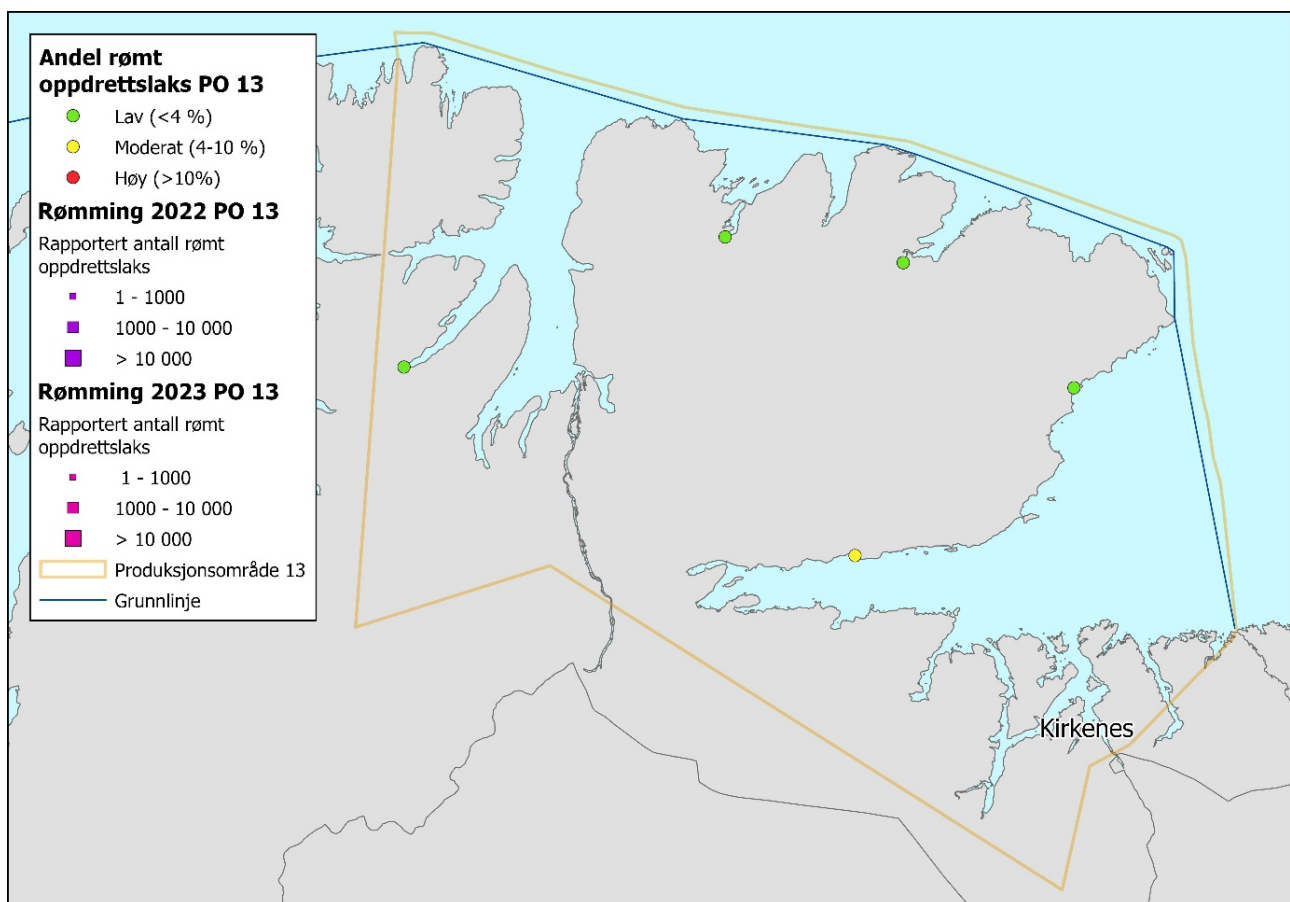 Andel rømt
oppdrettslaks PO 13
Lav (<4 %)
Moderat (4-10 %)
Høy (>10%)
Rømming 2022 PO 13
Rapportert antall rømt
oppdrettslaks
1 - 1000
1000 - 10 000
> 10 000
Rømming 2023 PO 13
Rapportert antall rømt
oppdrettslaks
1 - 1000
1000 - 10 000
> 10 000
Produksjonsområde 13
Grunnlinje
Kirkenes